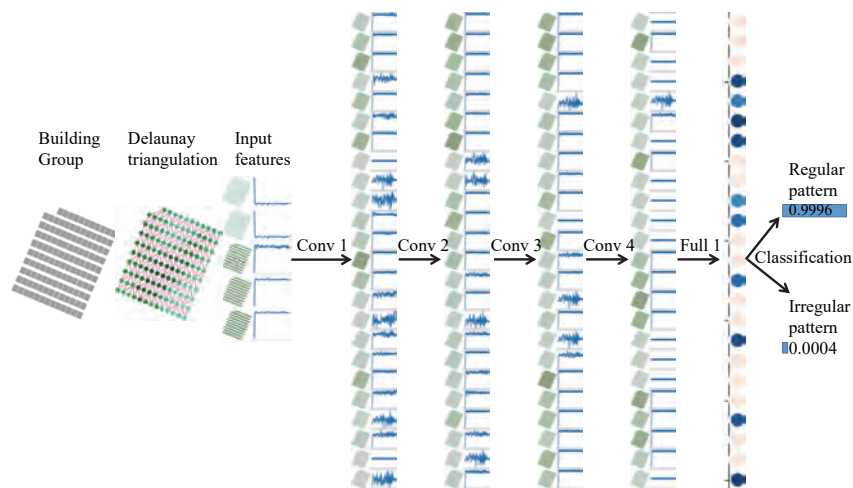 Building
Group
Delaunay
triangulation
Input
features
Conv 1
Conv 2
Conv 3
Conv 4
Full 1
Regular
pattern
0.9996
Classification
Irregular
pattern
0.0004